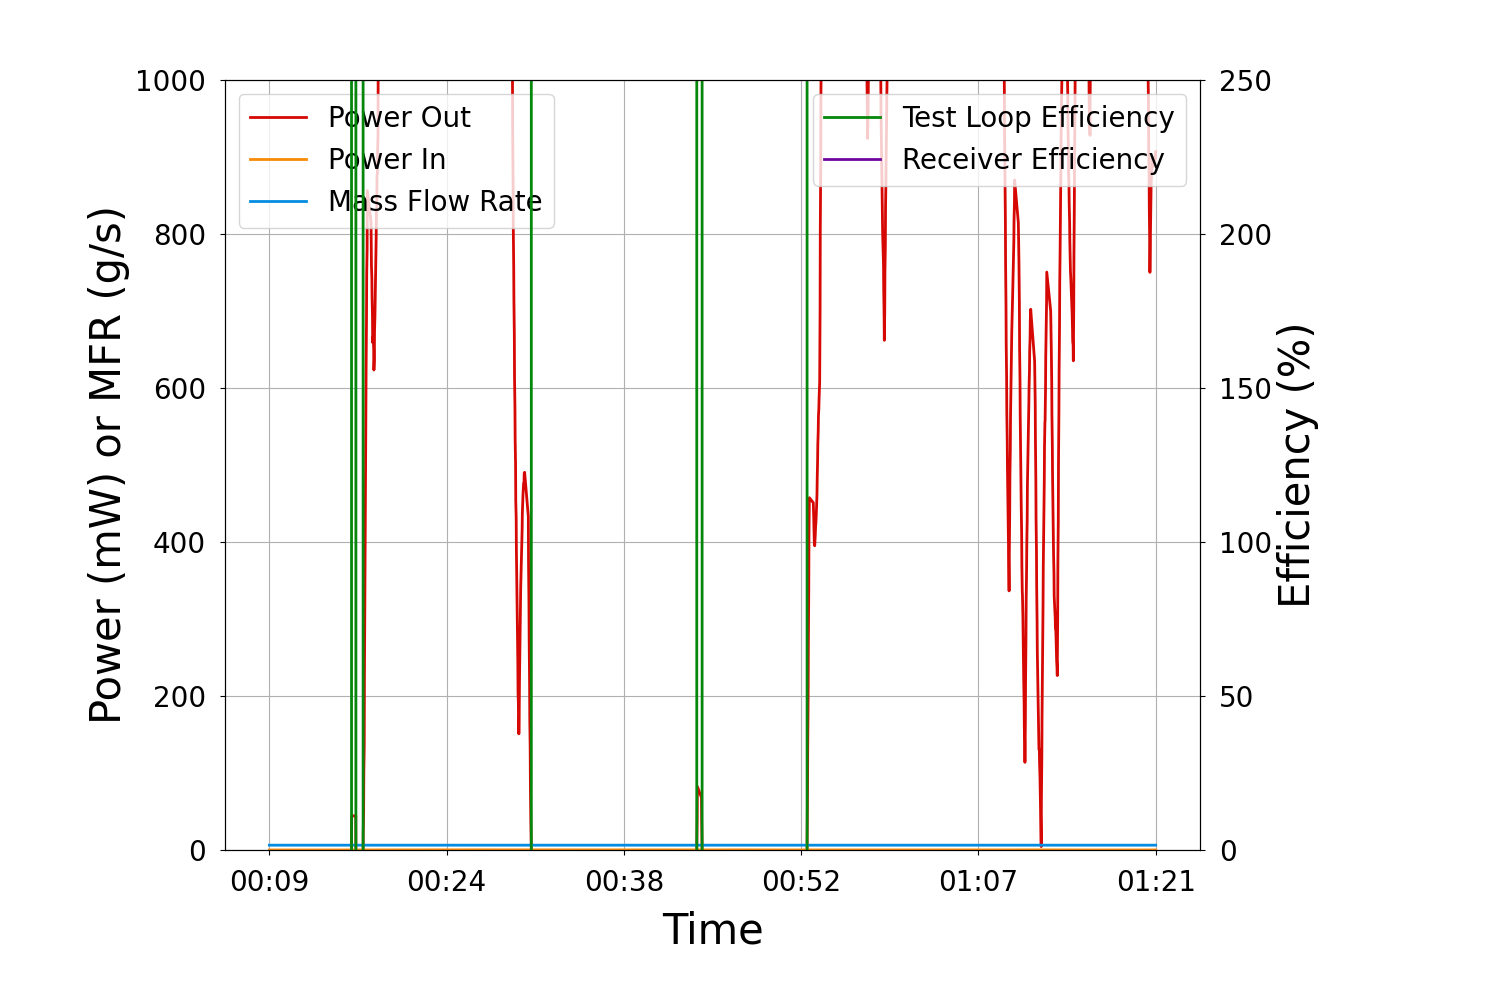 1000
800
600
400
200
0
Power (mW) or MFR (g/s)
Power Out
Power In
Mass Flow Rate
Test Loop Efficiency
Receiver Efficiency
250
200
150
100
50
0
Efficiency (%)
00:09 00:24 00:38 00:52 01:07 01:21
Time